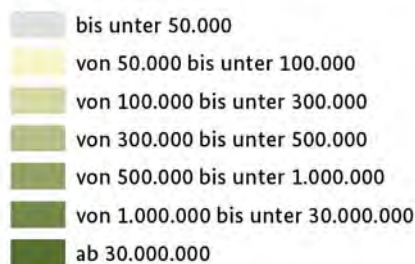 bis unter 50.000
von 50.000 bis unter 100.000
von 100.000 bis unter 300.000
von 300.000 bis unter 500.000
von 500.000 bis unter 1.000.000
von 1.000.000 bis unter 30.000.000
ab 30.000.000